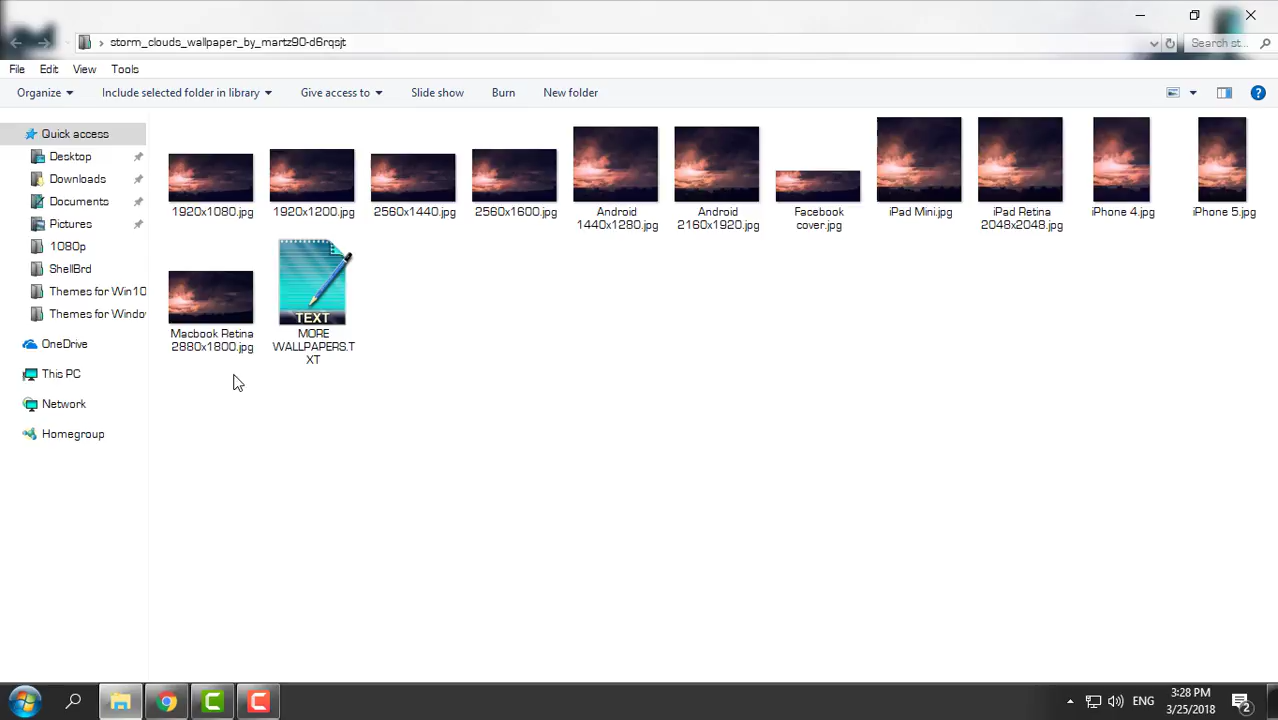 storm_clouds_wallpaper_by_martz90-d6rqsjt
Search st...
File Edit View Tools
Organize Include selected folder in library Give access to Slide show Burn New folder
Quick access
Desktop
Downloads
Documents
Pictures
1080p
ShellBrd
Themes for Win10
Themes for Windo
OneDrive
This PC
Network
Homegroup
1920x1080.jpg
1920x1200.jpg
2560x1440.jpg
2560x1600.jpg
Android
1440x1280.jpg
Android
2160x1920.jpg
Facebook
cover.jpg
iPad Mini.jpg
iPad Retina
2048x2048.jpg
iPhone 4.jpg
iPhone 5.jpg
Macbook Retina
2880x1800.jpg
TEXT
MORE
WALLPAPERS.T
XT
ENG
3:28 PM
3/25/2018
2